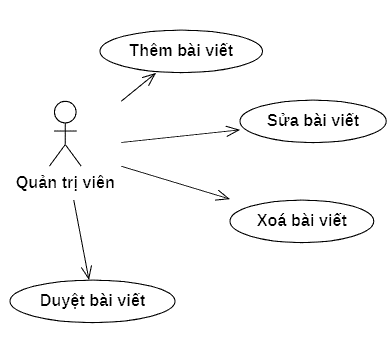 Thêm bài viết
Sửa bài viết
Quản trị viên
Xoá bài viết
Duyệt bài viết